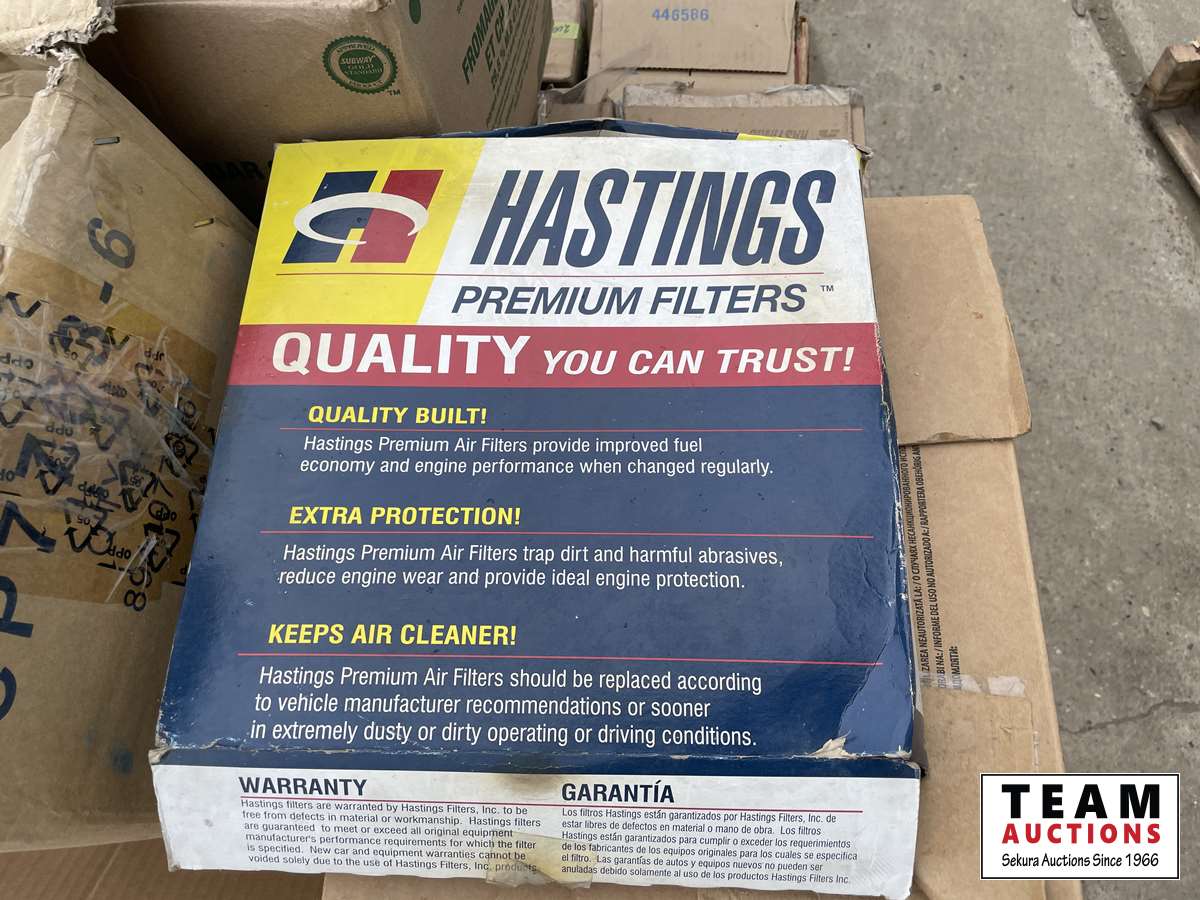 446586
APPROVED
SUBWAY
GOLD
STANDARD
TM
FROMAGE
HASTINGS
HASTINGS
PREMIUM FILTERS™
QUALITY YOU CAN TRUST!
QUALITY BUILT!
Hastings Premium Air Filters provide improved fuel
economy and engine performance when changed regularly.
EXTRA PROTECTION!
Hastings Premium Air Filters trap dirt and harmful abrasives,
reduce engine wear and provide ideal engine protection.
KEEPS AIR CLEANER!
Hastings Premium Air Filters should be replaced according
to vehicle manufacturer recommendations or sooner
in extremely dusty or dirty operating or driving conditions.
WARRANTY
Hastings filters are warranted by Hastings Filters, Inc. to be
free from defects in material or workmanship. Hastings filters
are guaranteed to meet or exceed all original equipment
manufacturer's performance requirements for which the filter
is specified. New car and equipment warranties cannot be
voided solely due to the use of Hastings Filters, Inc. products.
GARANTÍA
Los filtros Hastings están garantizados por Hastings Filters, Inc. de
estar libres de defectos en material o mano de obra. Los filtros
Hastings están garantizados para cumplir o exceder los requerimientos
de los fabricantes de los equipos originales para los cuales se especifica
el filtro. Las garantías de autos y equipos nuevos no pueden ser
anuladas debido solamente al uso de los productos Hastings Filters Inc.
TEAM
AUCTIONS
Sekura Auctions Since 1966